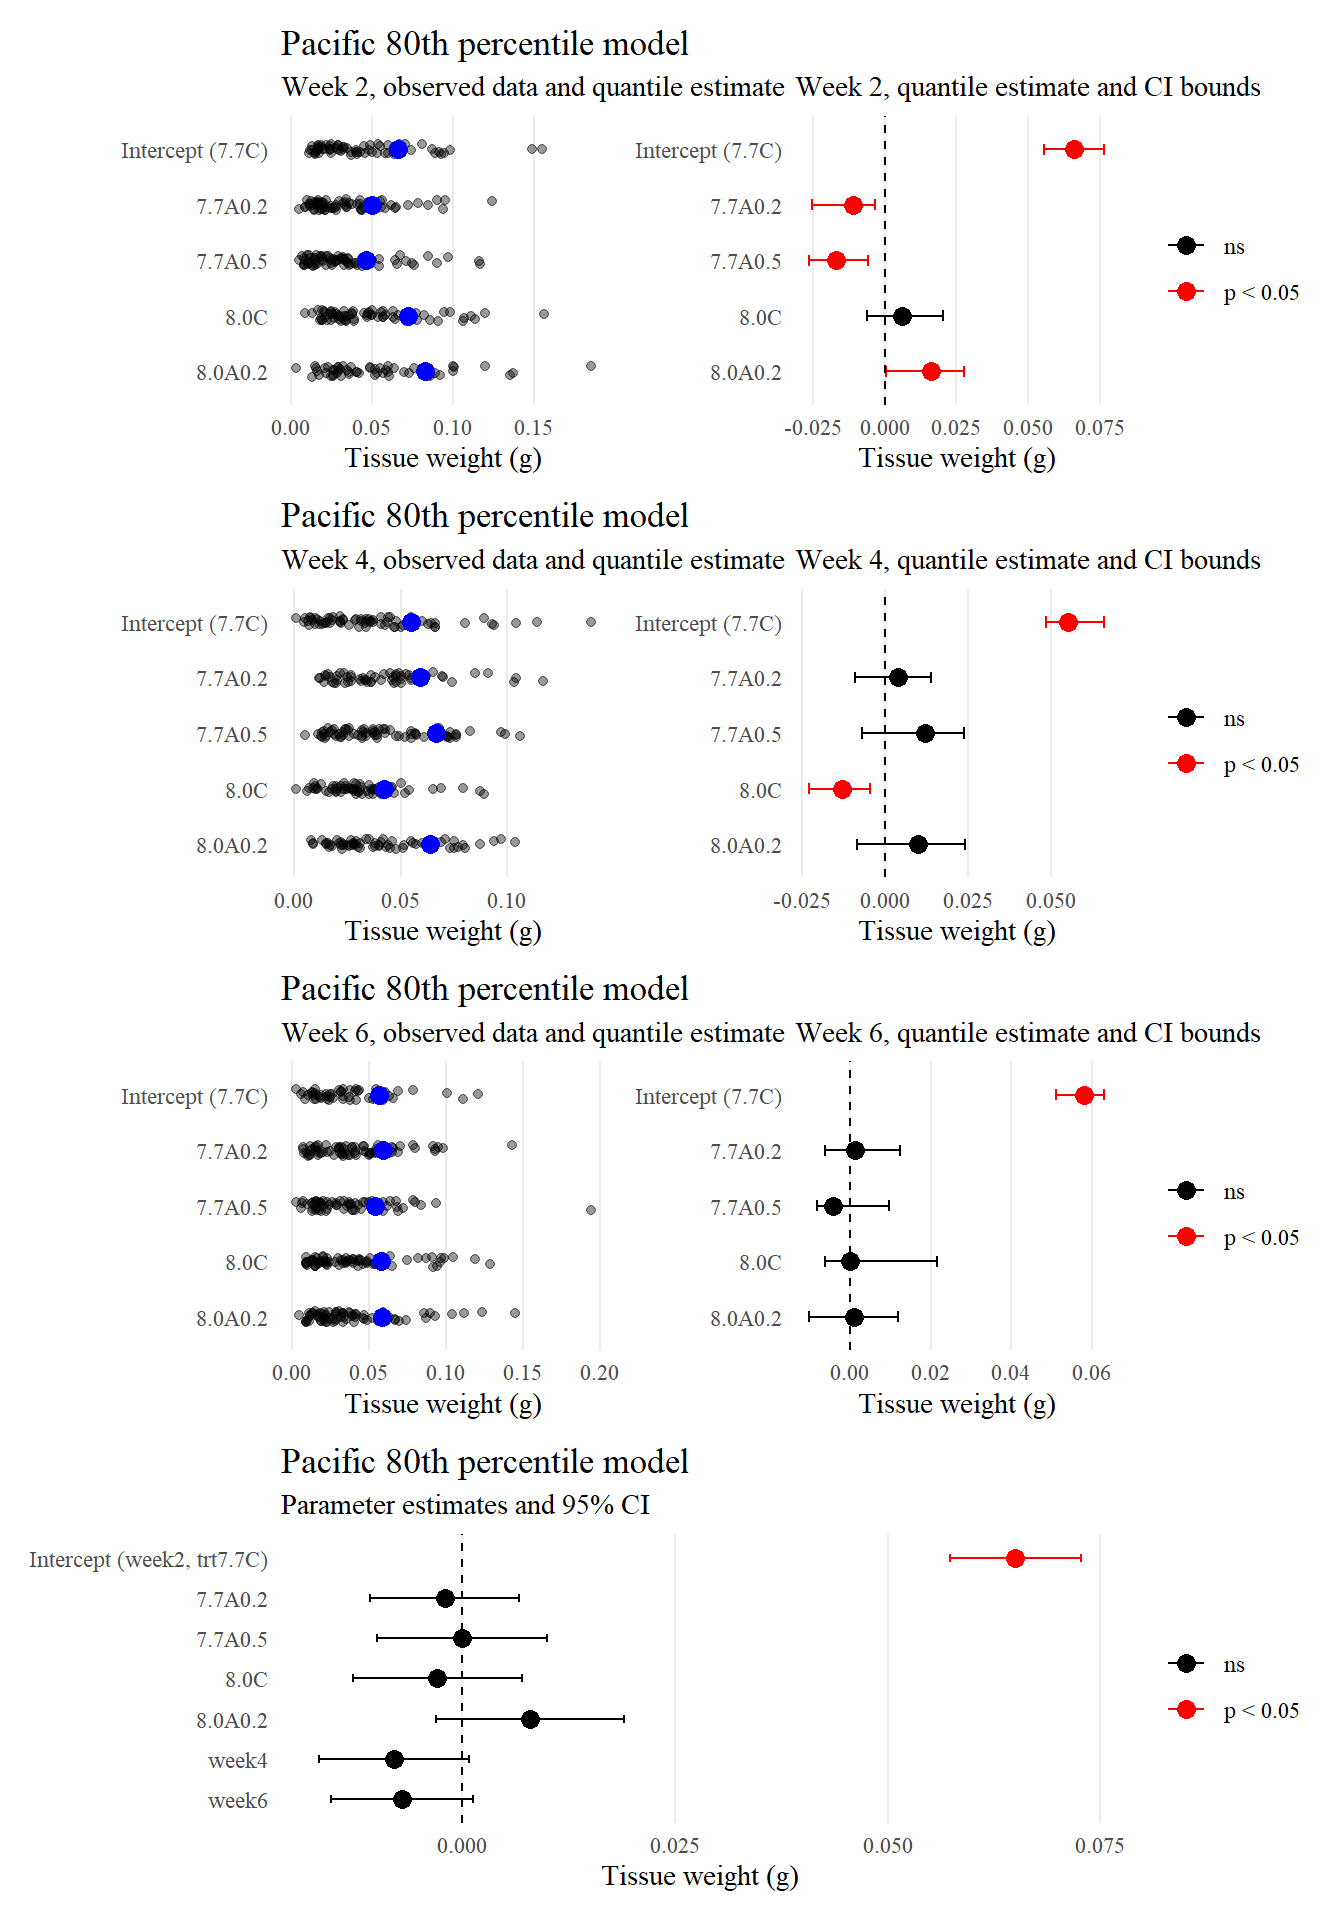 Pacific 80th percentile model
Week 2, observed data and quantile estimate
Week 2, quantile estimate and CI bounds
Intercept (7.7C)
7.7A0.2
7.7A0.5
8.0C
8.0A0.2
0.00 0.05 0.10 0.15
Tissue weight (g)
Intercept (7.7C)
7.7A0.2
7.7A0.5
8.0C
8.0A0.2
-0.025 0.000 0.025 0.050 0.075
Tissue weight (g)
ns
p < 0.05
Pacific 80th percentile model
Week 4, observed data and quantile estimate
Week 4, quantile estimate and CI bounds
Intercept (7.7C)
7.7A0.2
7.7A0.5
8.0C
8.0A0.2
0.00 0.05 0.10
Tissue weight (g)
Intercept (7.7C)
7.7A0.2
7.7A0.5
8.0C
8.0A0.2
-0.025 0.000 0.025 0.050
Tissue weight (g)
ns
p < 0.05
Pacific 80th percentile model
Week 6, observed data and quantile estimate
Week 6, quantile estimate and CI bounds
Intercept (7.7C)
7.7A0.2
7.7A0.5
8.0C
8.0A0.2
0.00 0.05 0.10 0.15 0.20
Tissue weight (g)
Intercept (7.7C)
7.7A0.2
7.7A0.5
8.0C
8.0A0.2
0.00 0.02 0.04 0.06
Tissue weight (g)
ns
p < 0.05
Pacific 80th percentile model
Parameter estimates and 95% CI
Intercept (week2, trt7.7C)
7.7A0.2
7.7A0.5
8.0C
8.0A0.2
week4
week6
0.000 0.025 0.050 0.075
Tissue weight (g)
ns
p < 0.05